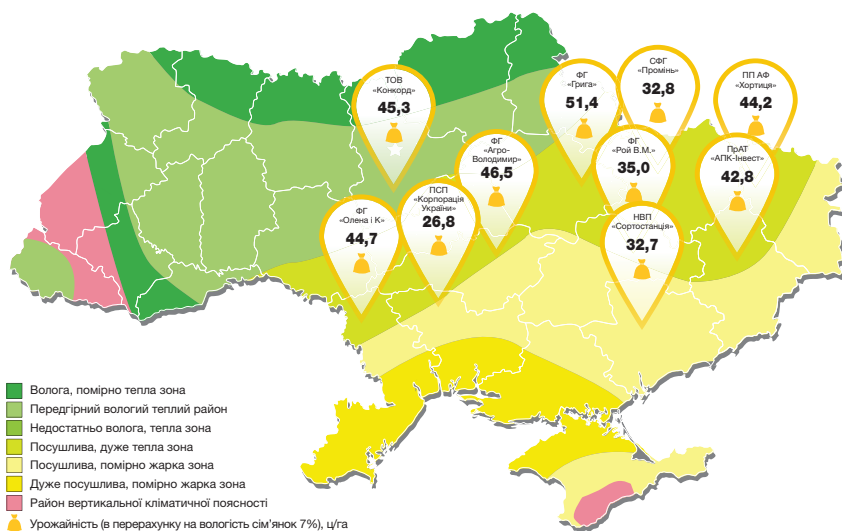 ТОВ
«Конкорд»
45,3
ФГ
«Грига»
51,4
СФГ
«Промінь»
32,8
ПП АФ
«Хортиця»
44,2
ФГ
«Агро-
Володимир»
46,5
ФГ
«Рой В.М.»
35,0
ПрАТ
«АПК-Інвест»
42,8
ФГ
«Олена і К»
44,7
ПСП
«Корпорація
України»
26,8
НВП
«Сортостанція»
32,7
Волога, помірно тепла зона
Передгірний вологий теплий район
Недостатньо волога, тепла зона
Посушлива, дуже тепла зона
Посушлива, помірно жарка зона
Дуже посушлива, помірно жарка зона
Район вертикальної кліматичної поясності
Урожайність (в перерахунку на вологість сім’янок 7%), ц/га